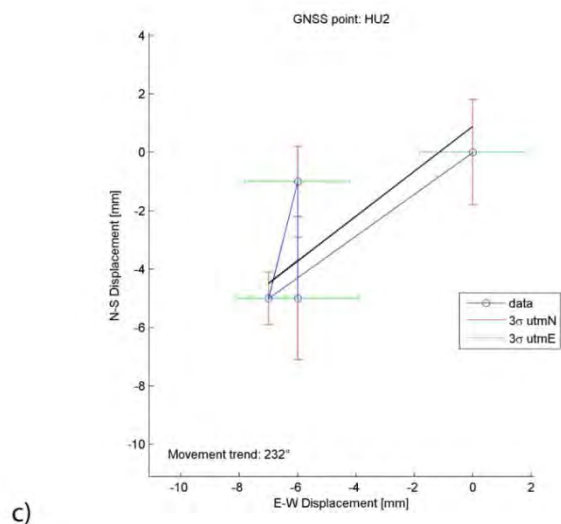 GNSS point: HU2
4
2
0
-2
-4
-6
-8
-10
N-S Displacement [mm]
data
3σ utmN
3σ utmE
Movement trend: 232°
-10
-8
-6
-4
-2
0
2
E-W Displacement [mm]
c)